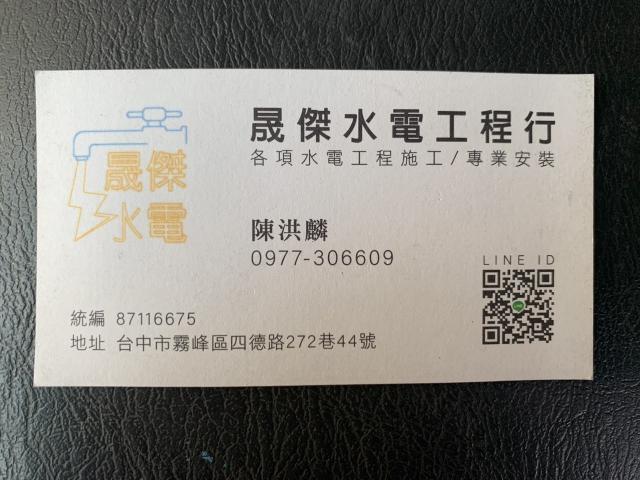 晟傑水電工程行
各項水電工程施工/專業安裝
晟傑
水電
陳洪麟
0977-306609
LINE ID
統編 87116675
地址 台中市霧峰區四德路272巷44號